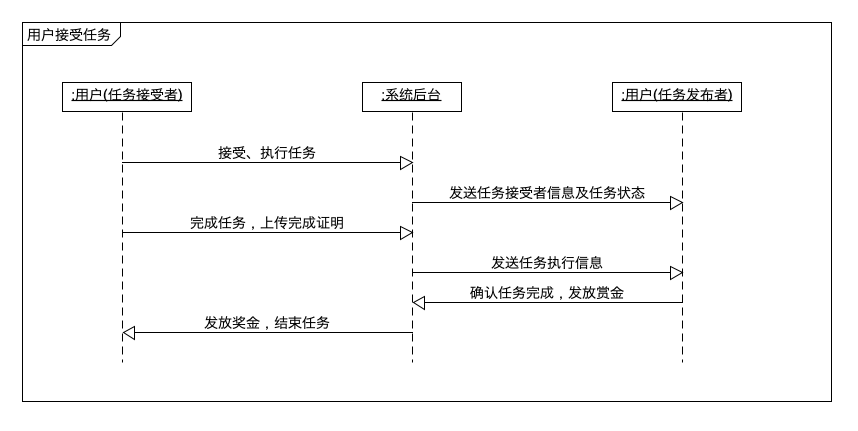 用户接受任务
:用户(任务接受者)
:系统后台
:用户(任务发布者)
接受、执行任务
发送任务接受者信息及任务状态
完成任务，上传完成证明
发送任务执行信息
确认任务完成，发放赏金
发放奖金，结束任务